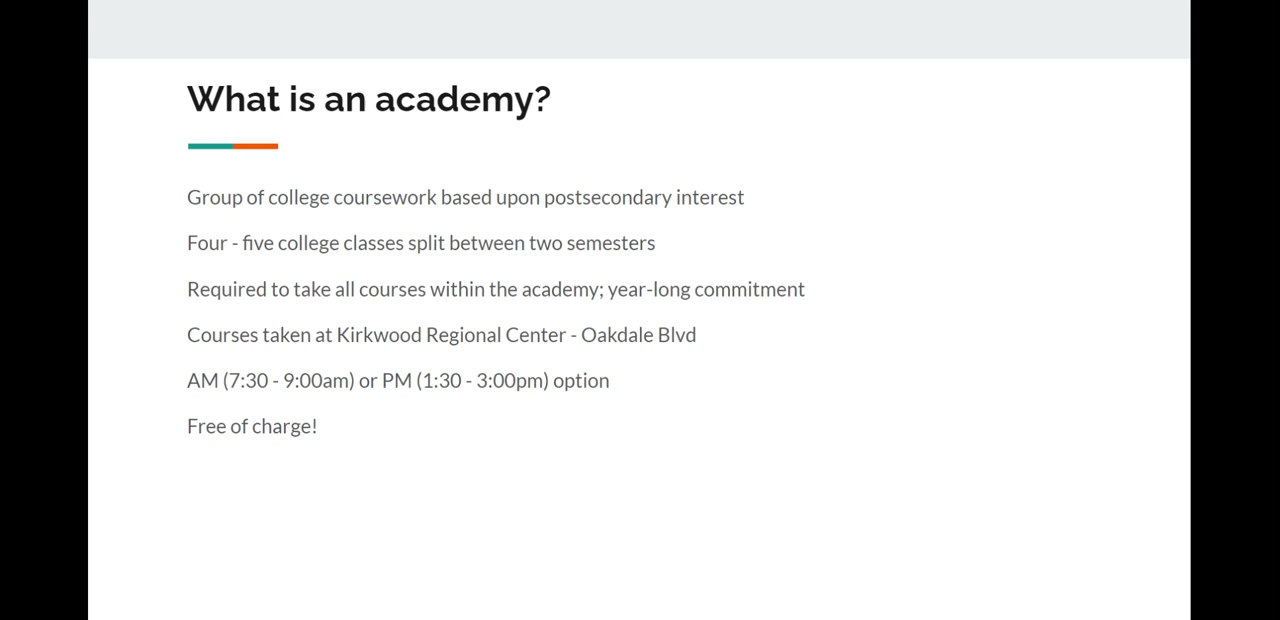 What is an academy?
Group of college coursework based upon postsecondary interest
Four - five college classes split between two semesters
Required to take all courses within the academy; year-long commitment
Courses taken at Kirkwood Regional Center - Oakdale Blvd
AM (7:30 - 9:00am) or PM (1:30 - 3:00pm) option
Free of charge!